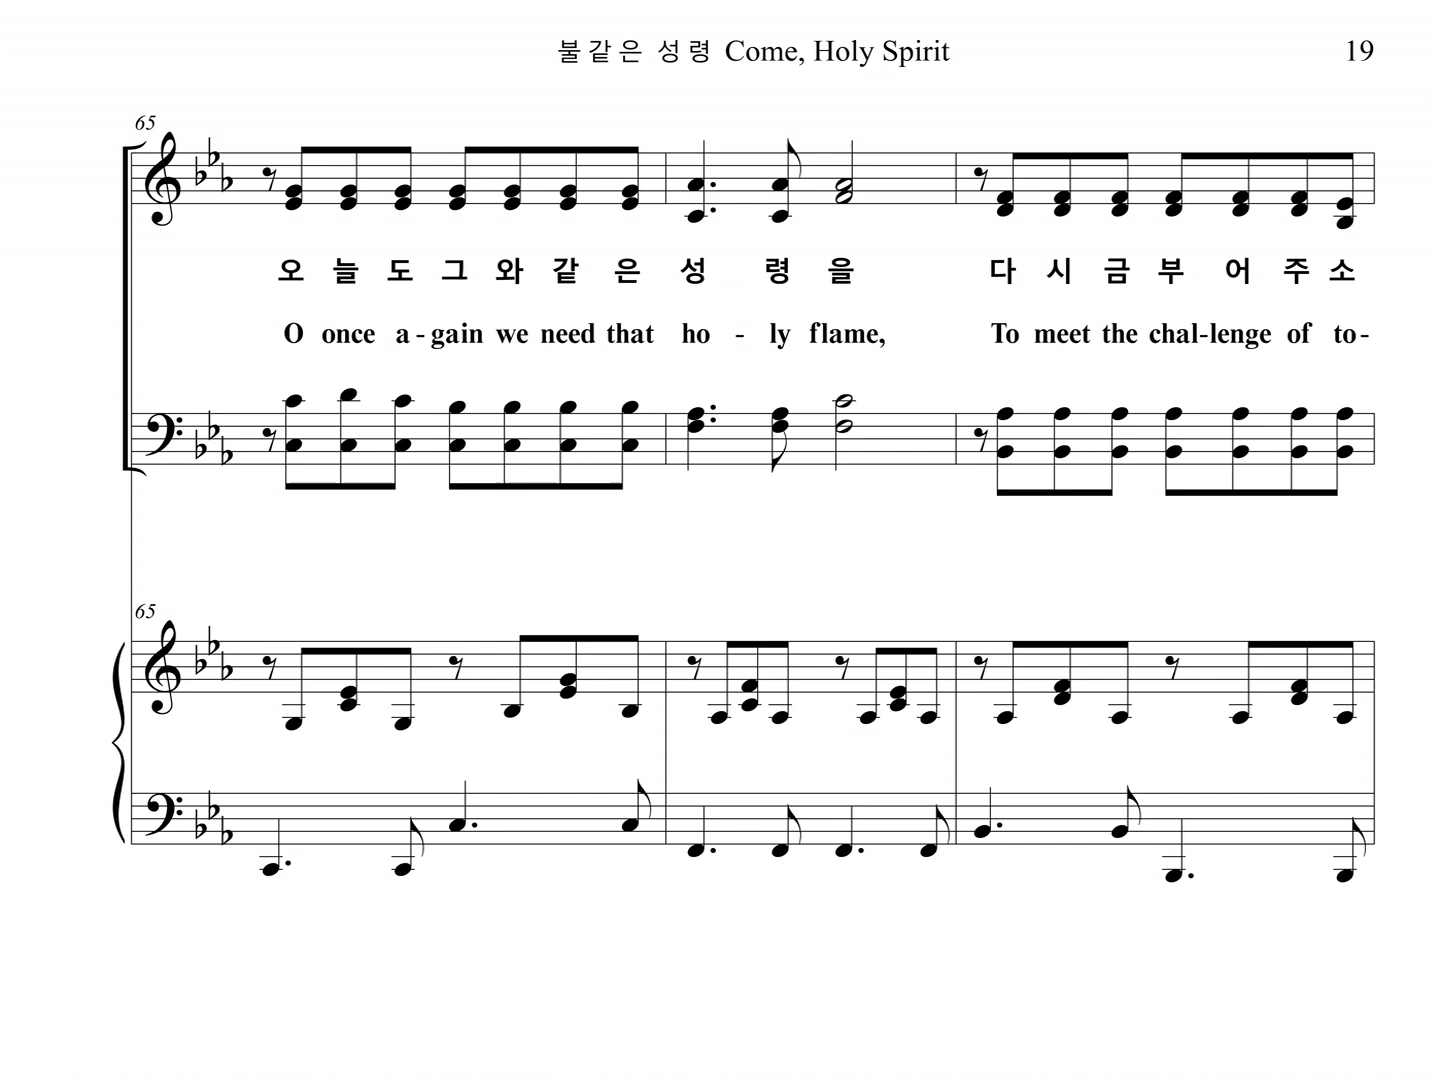 불같은 성령 Come, Holy Spirit 19
65
오 늘 도 그 와 같 은 성 령 을 다 시 금 부 어 주 소
O once a - gain we need that ho - ly flame, To meet the chal-lenge of to-
65